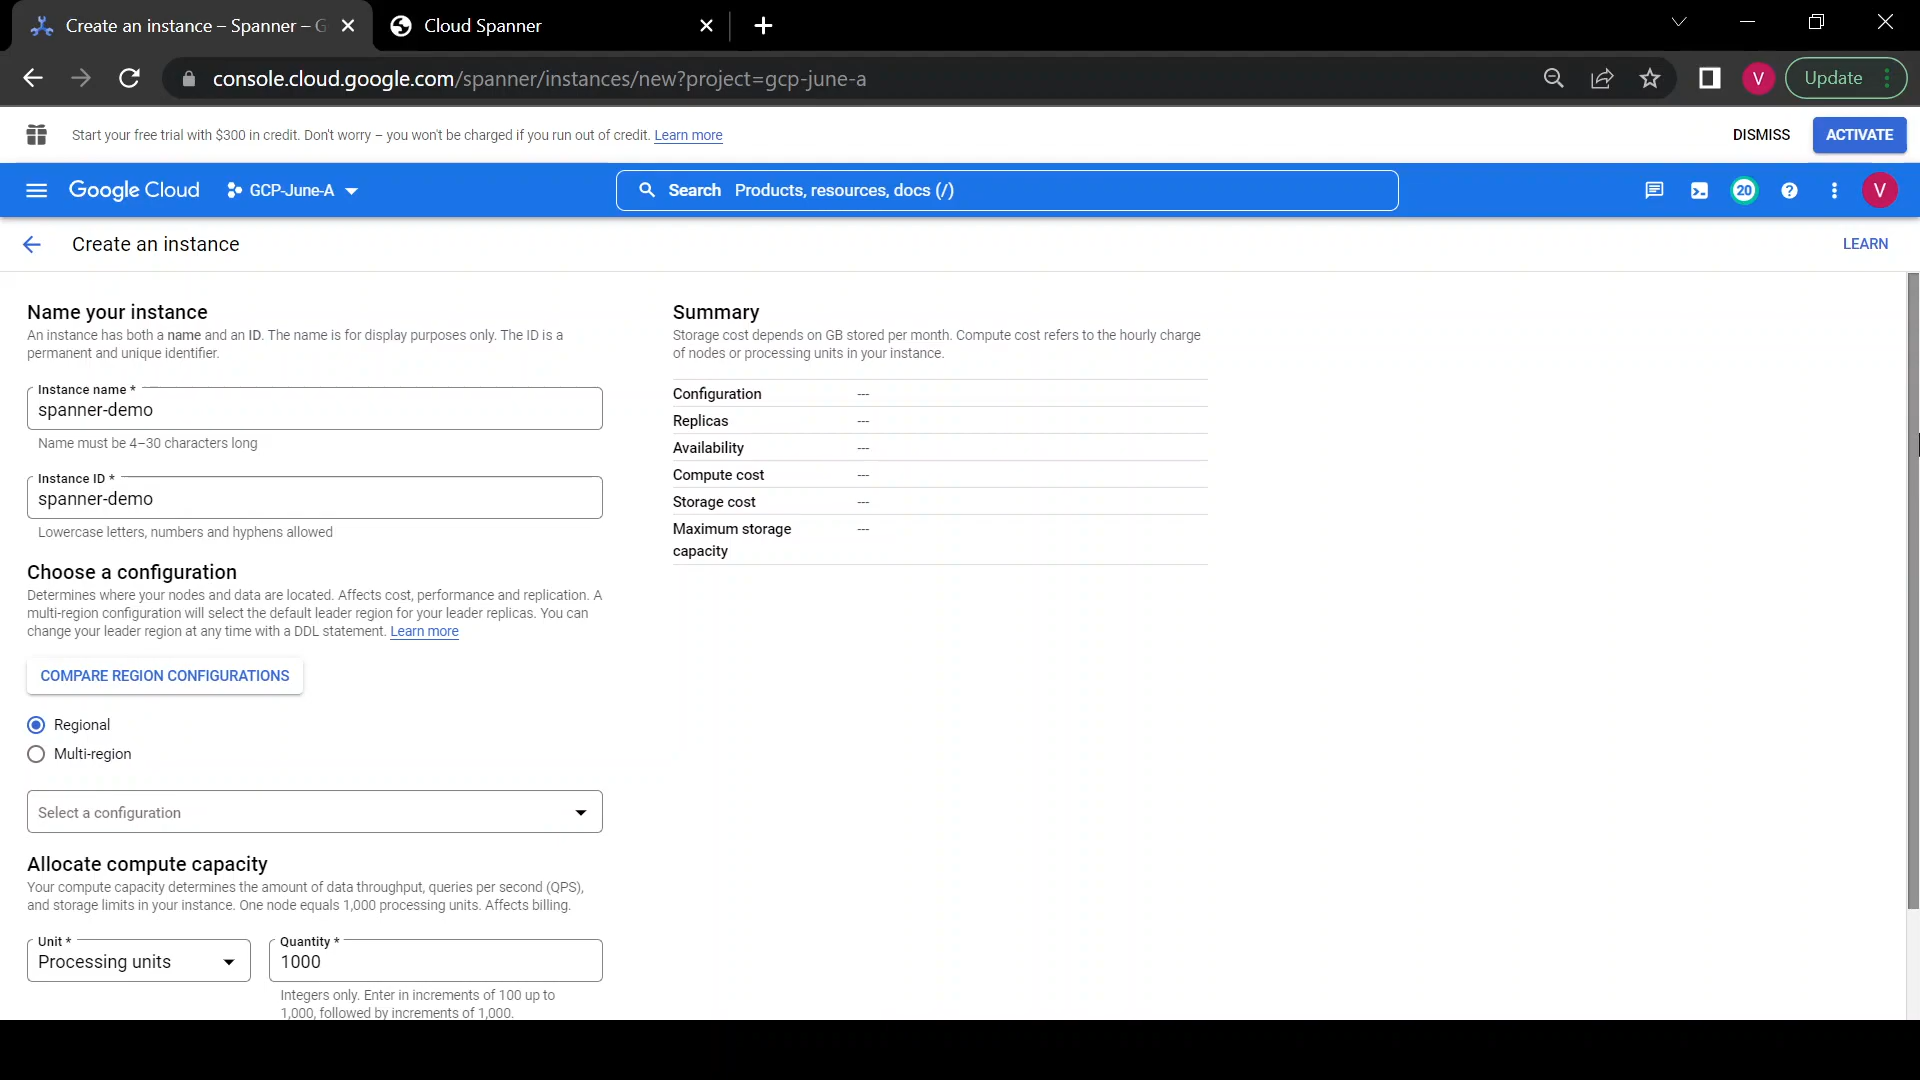 Create an instance – Spanner – G
Cloud Spanner
console.cloud.google.com/spanner/instances/new?project=gcp-june-a
V
Update
Start your free trial with $300 in credit. Don't worry – you won't be charged if you run out of credit. Learn more
DISMISS
ACTIVATE
Google Cloud
GCP-June-A
Search Products, resources, docs (/)
20
V
Create an instance
LEARN
Name your instance
An instance has both a name and an ID. The name is for display purposes only. The ID is a
permanent and unique identifier.
Instance name *
spanner-demo
Name must be 4–30 characters long
Instance ID *
spanner-demo
Lowercase letters, numbers and hyphens allowed
Choose a configuration
Determines where your nodes and data are located. Affects cost, performance and replication. A
multi-region configuration will select the default leader region for your leader replicas. You can
change your leader region at any time with a DDL statement. Learn more
COMPARE REGION CONFIGURATIONS
Regional
Multi-region
Select a configuration
Allocate compute capacity
Your compute capacity determines the amount of data throughput, queries per second (QPS),
and storage limits in your instance. One node equals 1,000 processing units. Affects billing.
Unit *
Processing units
Quantity *
1000
Integers only. Enter in increments of 100 up to
1,000, followed by increments of 1,000.
Summary
Storage cost depends on GB stored per month. Compute cost refers to the hourly charge
of nodes or processing units in your instance.
Configuration ---
Replicas ---
Availability ---
Compute cost ---
Storage cost ---
Maximum storage ---
capacity